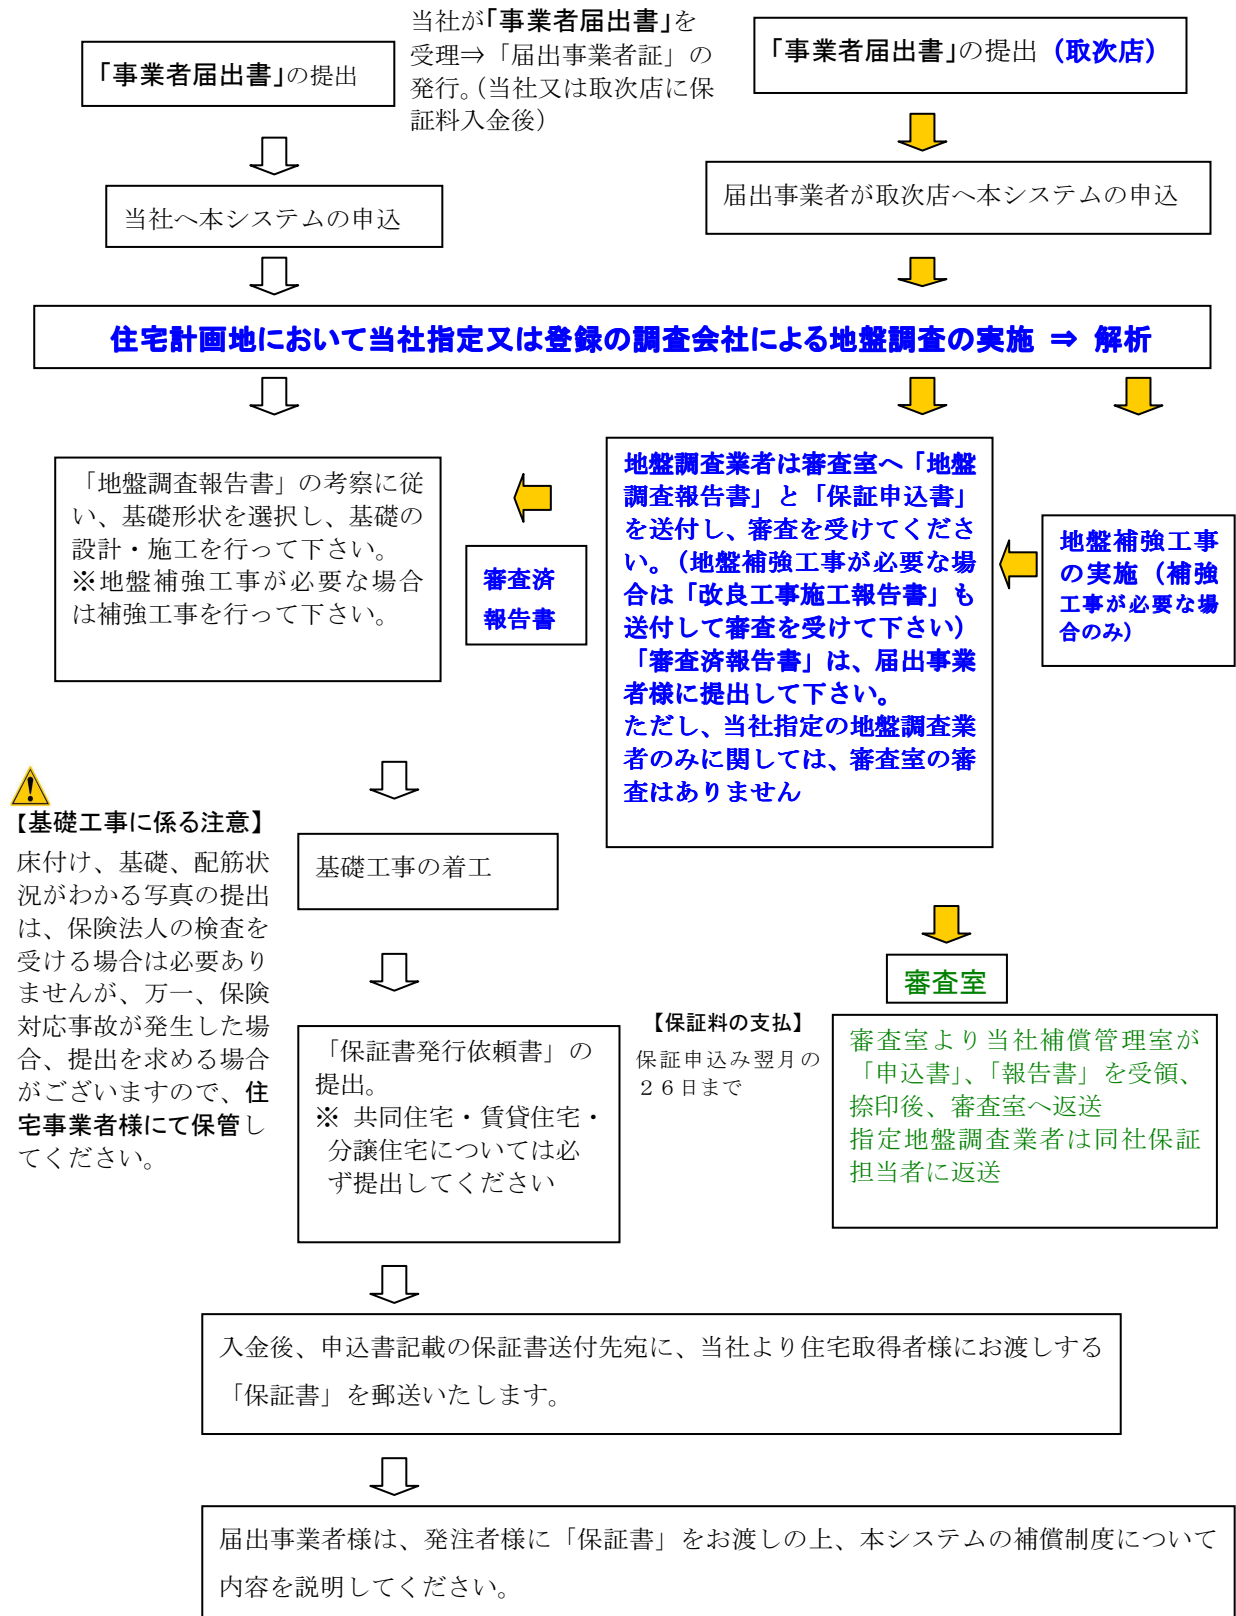 「事業者届出書」の提出
当社が「事業者届出書」を
受理⇒「届出事業者証」の
発行。（当社又は取次店に保
証料入金後）
「事業者届出書」の提出（取次店）
当社へ本システムの申込
届出事業者が取次店へ本システムの申込
住宅計画地において当社指定又は登録の調査会社による地盤調査の実施 ⇒ 解析
「地盤調査報告書」の考察に従
い、基礎形状を選択し、基礎の
設計・施工を行って下さい。
※地盤補強工事が必要な場合
は補強工事を行って下さい。
審査済
報告書
地盤調査業者は審査室へ「地盤
調査報告書」と「保証申込書」
を送付し、審査を受けてくださ
い。（地盤補強工事が必要な場
合は「改良工事施工報告書」も
送付して審査を受けて下さい）
「審査済報告書」は、届出事業
者様に提出して下さい。
ただし、当社指定の地盤調査業
者のみに関しては、審査室の審
査はありません
地盤補強工事
の実施（補強
工事が必要な場
合のみ）
【基礎工事に係る注意】
床付け、基礎、配筋状
況がわかる写真の提出
は、保険法人の検査を
受ける場合は必要あり
ませんが、万一、保険
対応事故が発生した場
合、提出を求める場合
がございますので、住
宅事業者様にて保管し
てください。
基礎工事の着工
「保証書発行依頼書」の
提出。
※ 共同住宅・賃貸住宅・
分譲住宅については必
ず提出してください
【保証料の支払】
保証申込み翌月の
２６日まで
審査室
審査室より当社補償管理室が
「申込書」、「報告書」を受領、
捺印後、審査室へ返送
指定地盤調査業者は同社保証
担当者に返送
入金後、申込書記載の保証書送付先宛に、当社より住宅取得者様にお渡しする
「保証書」を郵送いたします。
届出事業者様は、発注者様に「保証書」をお渡しの上、本システムの補償制度について
内容を説明してください。